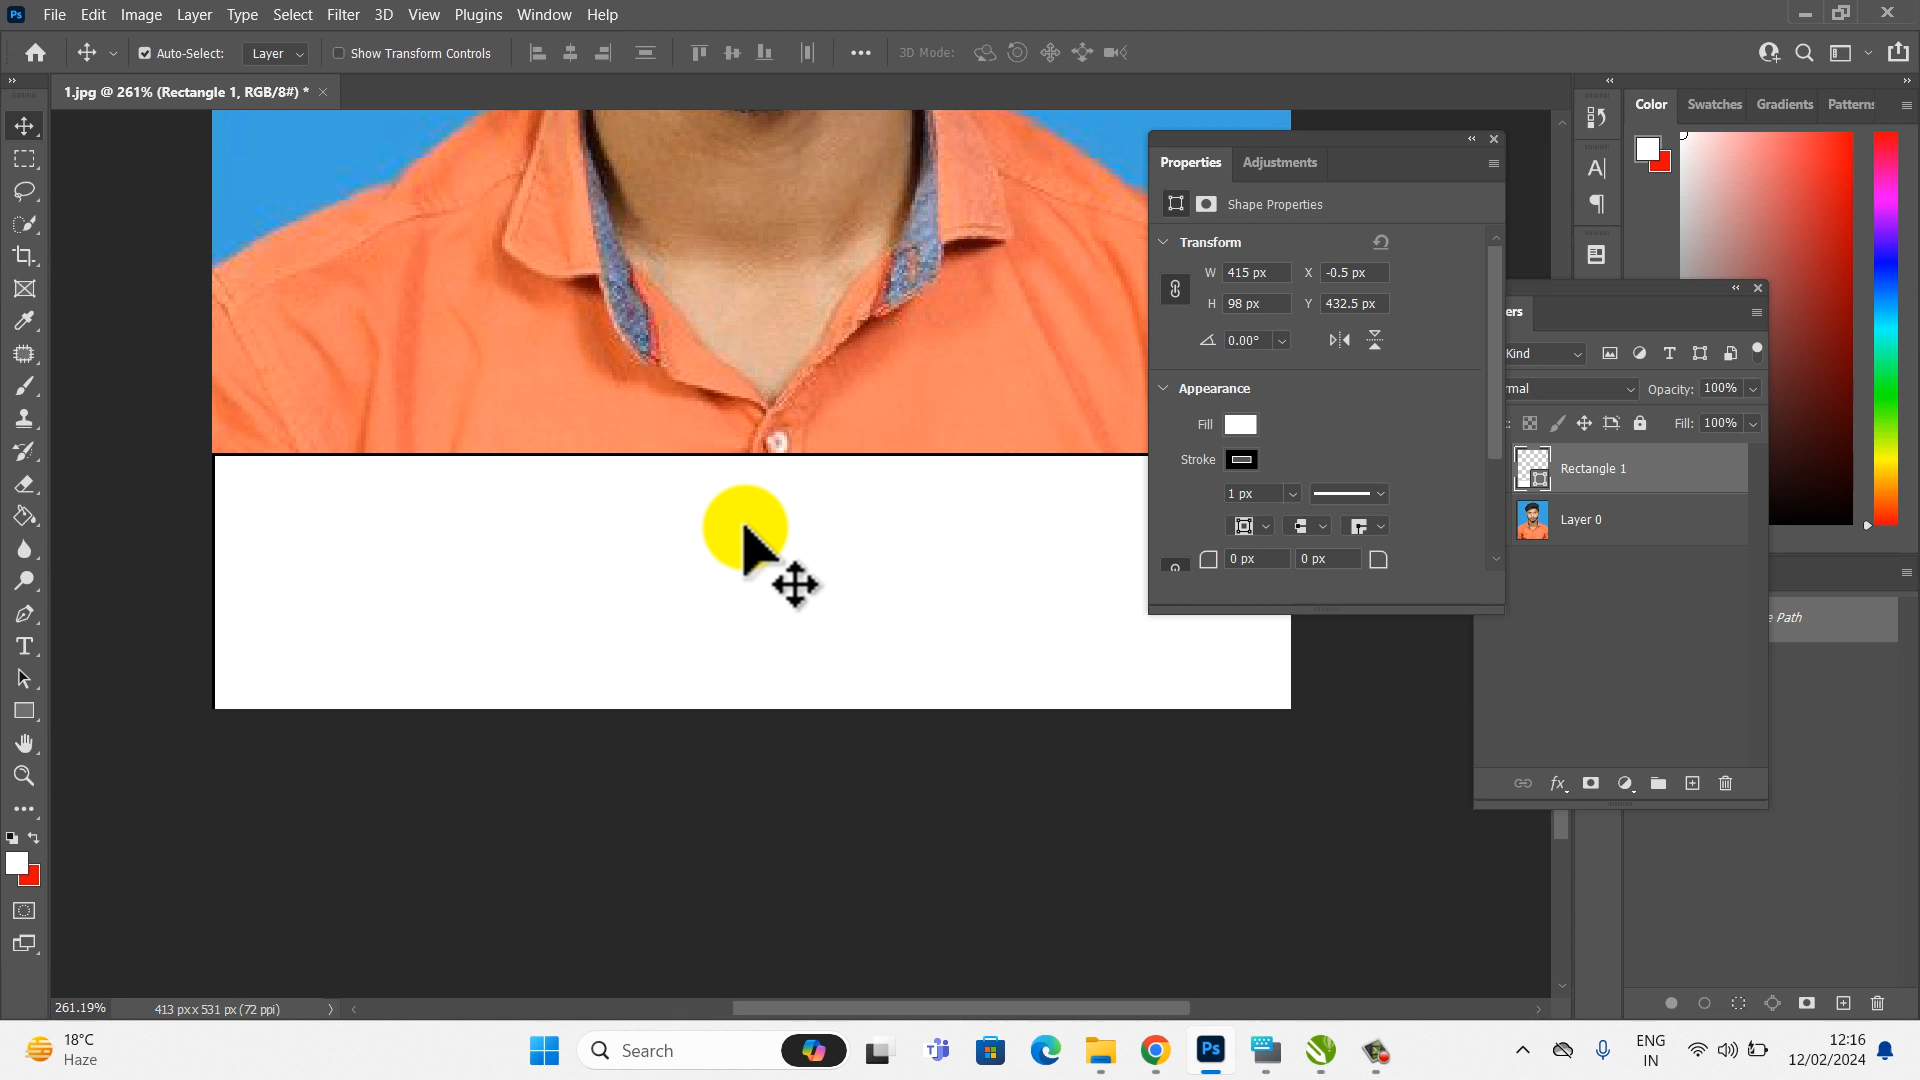 Ps File Edit Image Layer Type Select Filter 3D View Plugins Window Help
Auto-Select: Layer Show Transform Controls 3D Mode:
1.jpg @ 261% (Rectangle 1, RGB/8#) *
Color Swatches Gradients Patterns
Properties Adjustments
Shape Properties
Transform
W 415 px X -0.5 px
H 98 px Y 432.5 px
0.00°
Appearance
Fill
Stroke
1 px
0 px 0 px
ers
Kind
mal Opacity: 100%
Fill: 100%
Rectangle 1
Layer 0
e Path
261.19% 413 px x 531 px (72 ppi)
18°C
Haze
Search
Ps
ENG
IN
12:16
12/02/2024